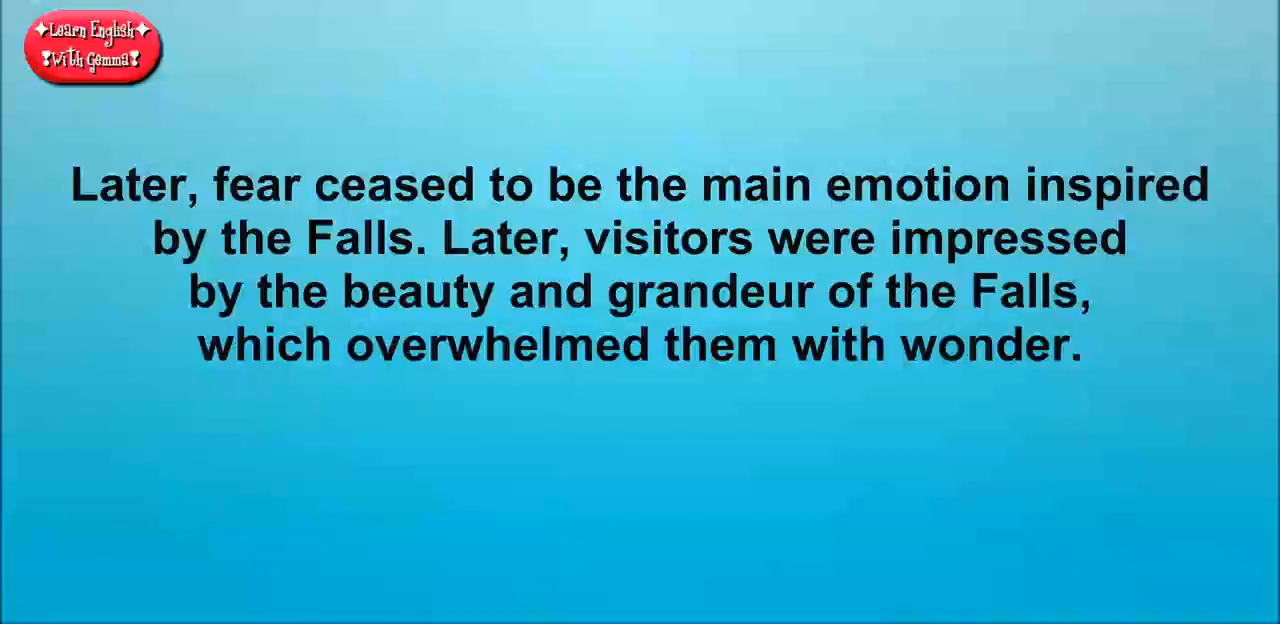 Learn English
With Gemma
Later, fear ceased to be the main emotion inspired
by the Falls. Later, visitors were impressed
by the beauty and grandeur of the Falls,
which overwhelmed them with wonder.